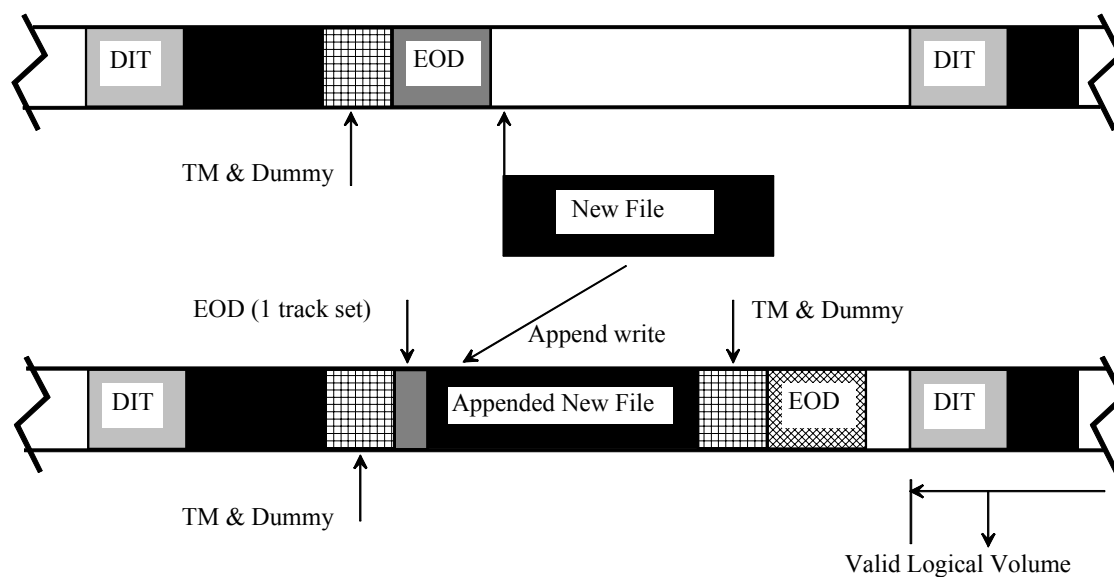 DIT
EOD
DIT
TM & Dummy
New File
EOD (1 track set)
TM & Dummy
Append write
DIT
Appended New File
EOD
DIT
TM & Dummy
Valid Logical Volume